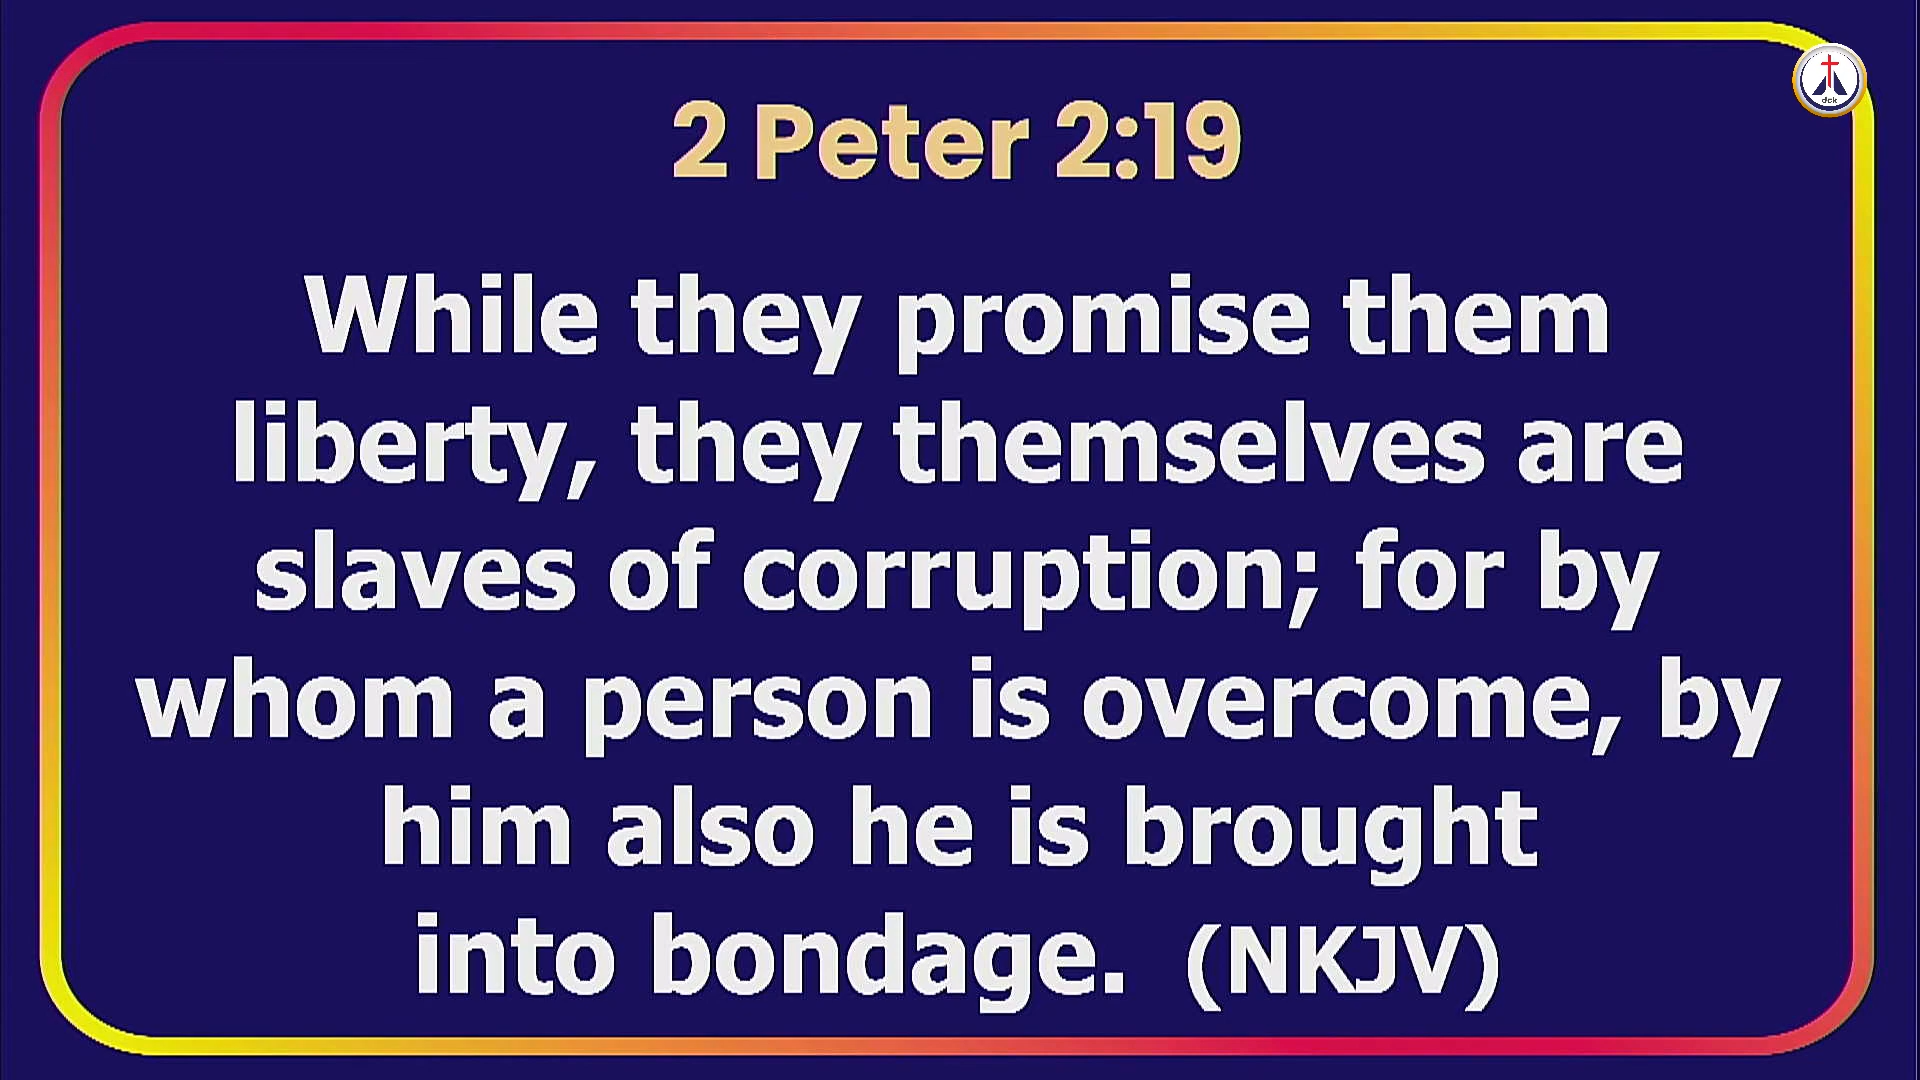 2 Peter 2:19
While they promise them
liberty, they themselves are
slaves of corruption; for by
whom a person is overcome, by
him also he is brought
into bondage. (NKJV)
dck